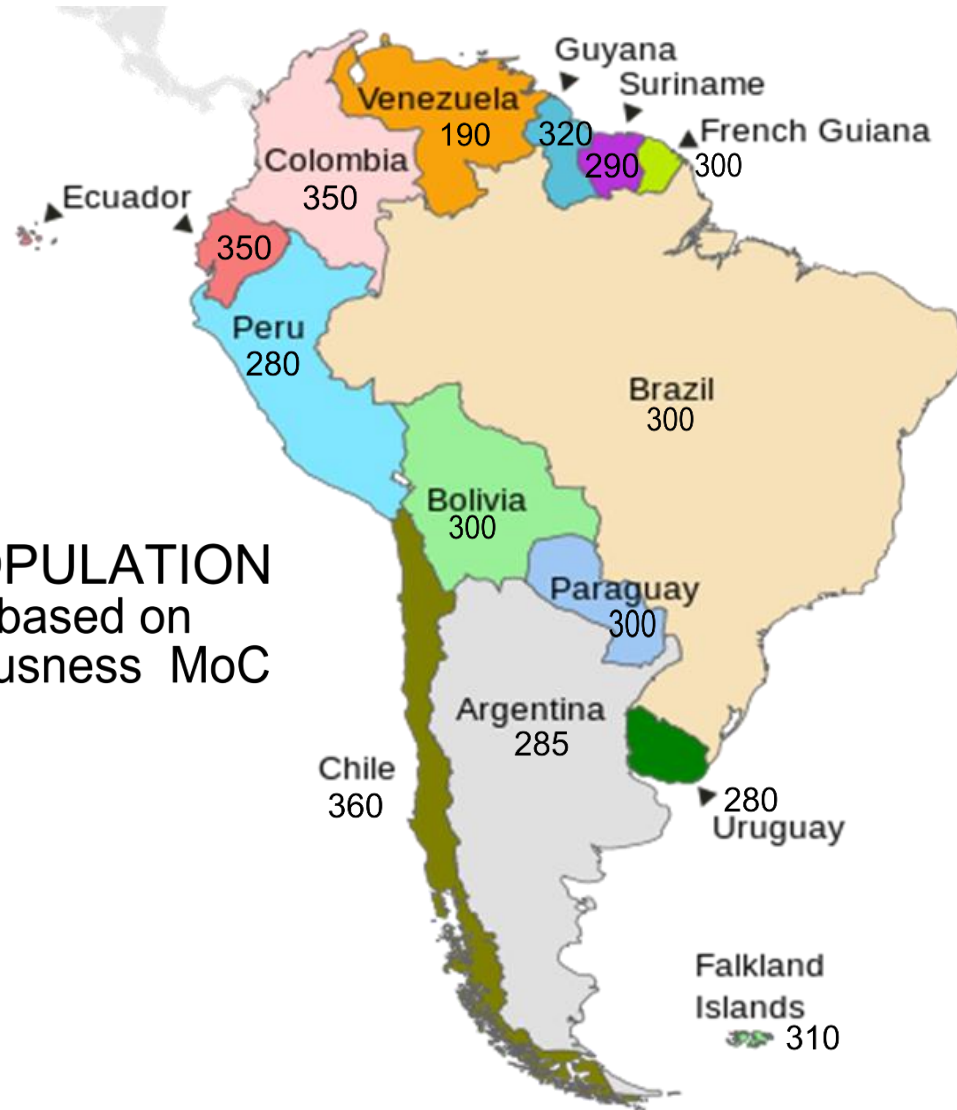 Guyana
Suriname
Venezuela
190
320
French Guiana
290
300
Colombia
350
Ecuador
350
Peru
280
Brazil
300
Bolivia
300
based on
MoC
Paraguay
300
Argentina
285
Chile
360
280
Uruguay
Falkland
Islands
310